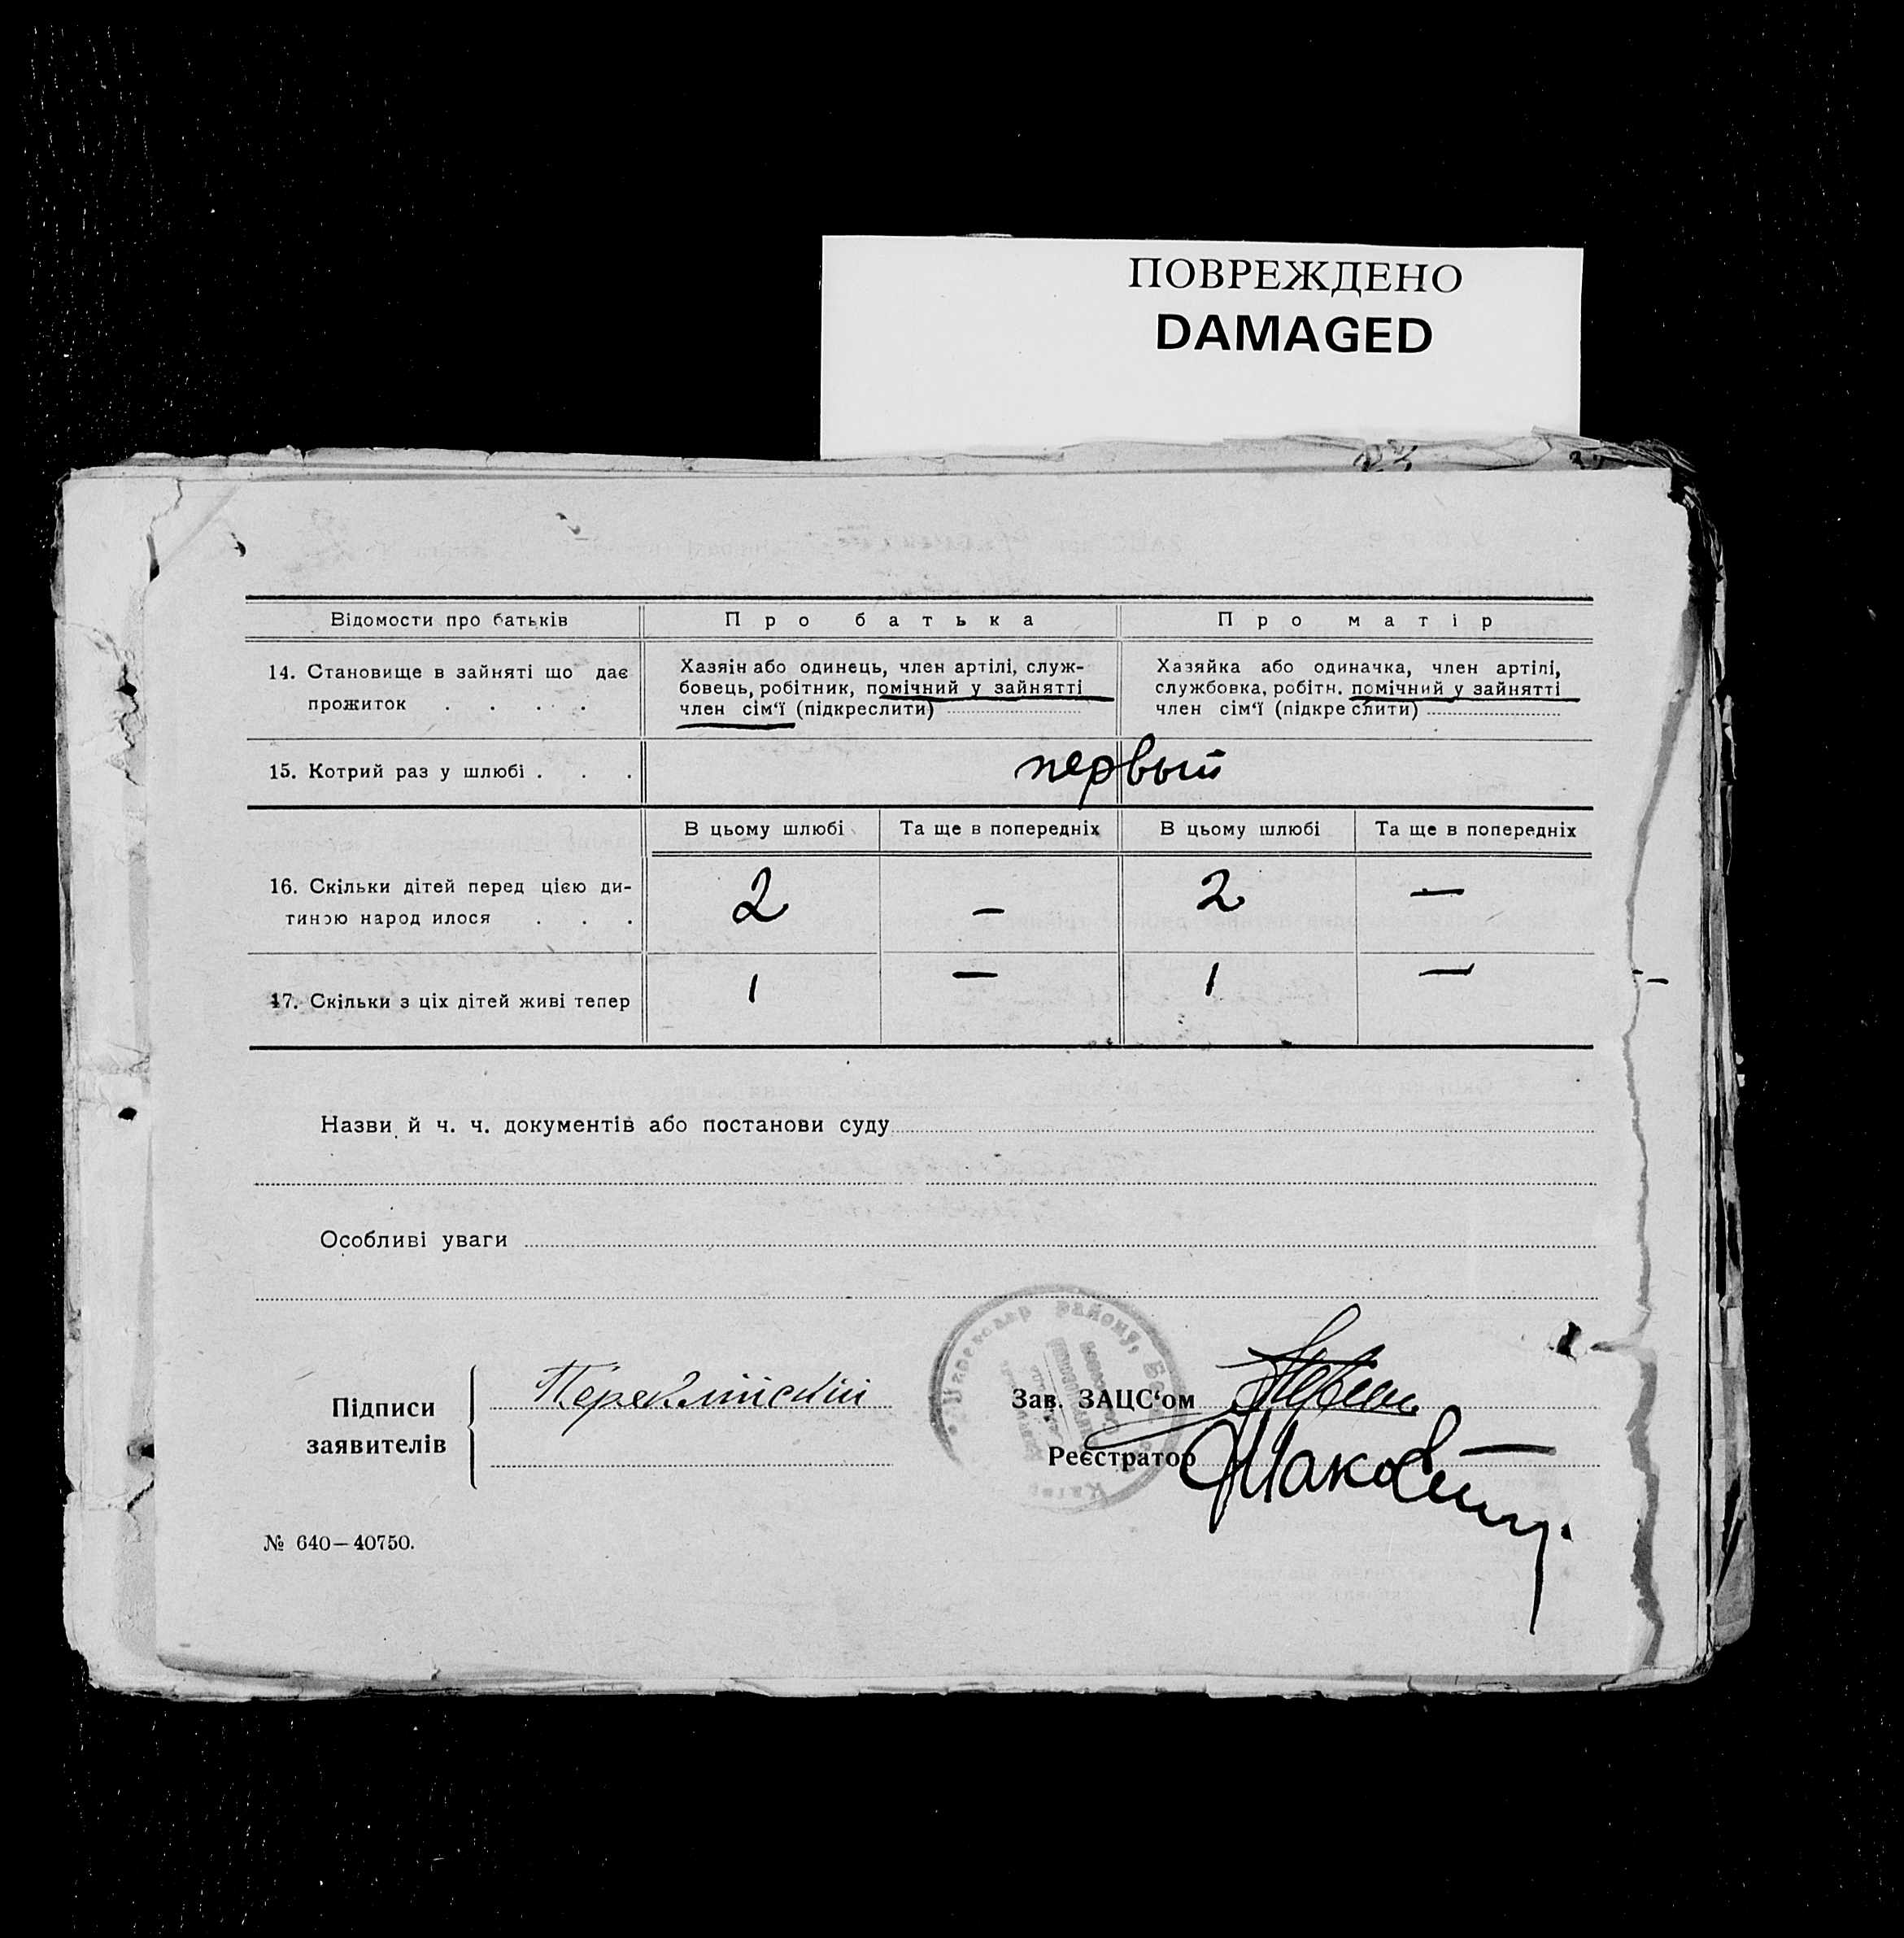 ПОВРЕЖДЕНО
DAMAGED
Відомости про батьків
Про батька
Про матір
14. Становище в зайняті що дає
прожиток . . . .
Хазяін або одинець, член артілі, служ-
бовець, робітник, помічний у зайнятті
член сім‘ї (підкреслити)
Хазяйка або одиначка, член артілі,
службовка, робітн. помічний у зайнятті
член сім‘ї (підкреслити)
15. Котрий раз у шлюбі . . .
первый
В цьому шлюбі
Та ще в попередніх
В цьому шлюбі
Та ще в попередніх
16. Скільки дітей перед цією ди-
тиною народилося . . .
2 – 2 –
17. Скільки з ціх дітей живі тепер
1 – 1 –
Назви й ч. ч. документів або постанови суду
Особливі уваги
району,
Підписи
заявителів
Зав. ЗАЦС‘ом
Реєстратор
№ 640—40750.